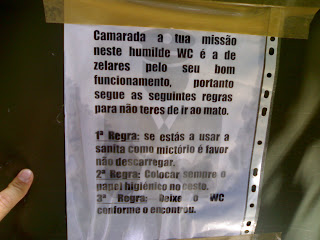 Camarada a tua missão
neste humilde WC é a de
zelares pelo seu bom
funcionamento, portanto
segue as seguintes regras
para não teres de ir ao mato.
1ª Regra: se estás a usar a
sanita como mictório é favor
não descarregar.
2ª Regra: Colocar sempre o
papel higiénico no cesto.
3ª Regra: Deixe o WC
conforme o encontrou.